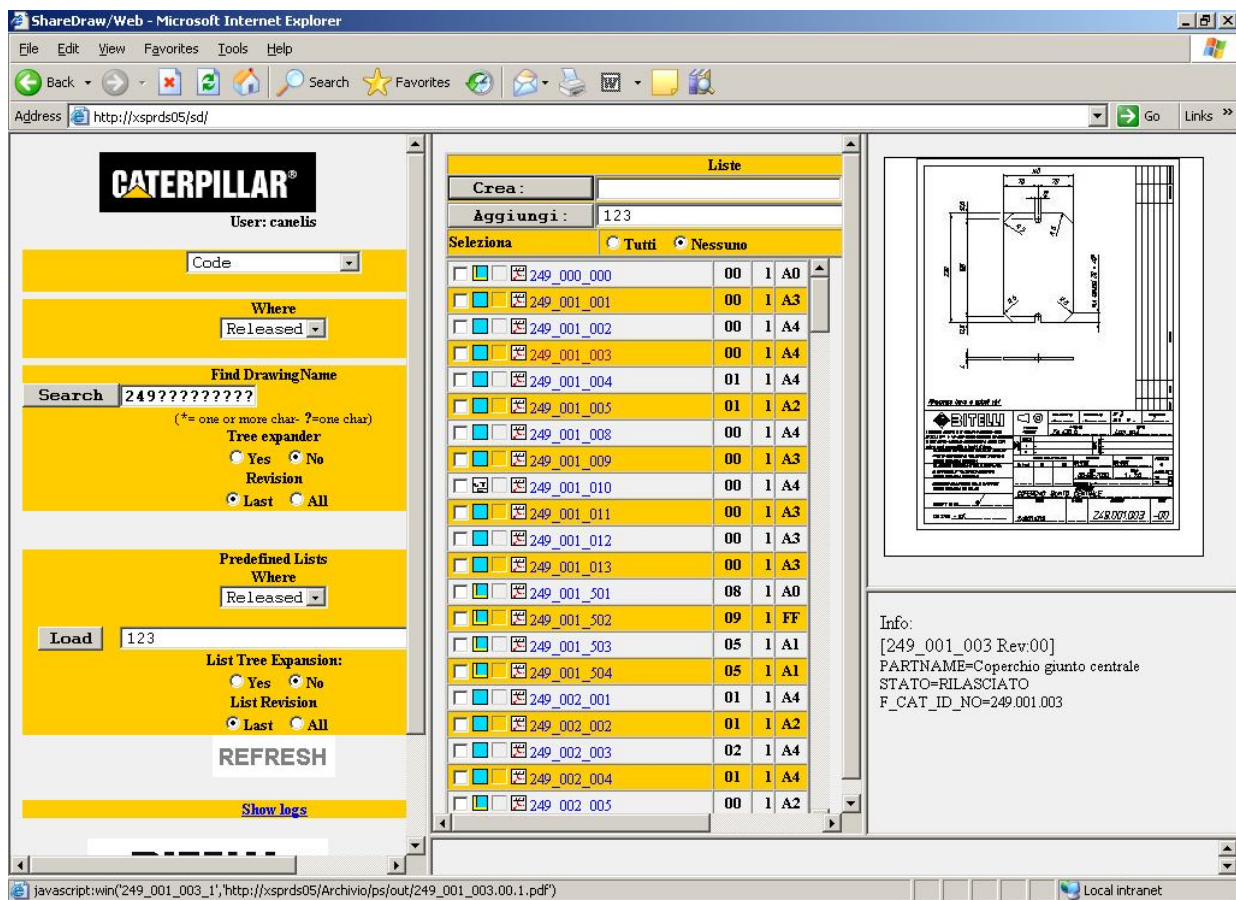 ShareDraw/Web - Microsoft Internet Explorer
File Edit View Favorites Tools Help
Back Search Favorites
Address http://xsprds05/sd/ Go Links »
CATERPILLAR®
User: canelis
Code
Where
Released
Find DrawingName
Search 249?????????
(*= one or more char- ?=one char)
Tree expander
Yes No
Revision
Last All
Predefined Lists
Where
Released
Load 123
List Tree Expansion:
Yes No
List Revision
Last All
REFRESH
Show logs
Liste
Crea:
Aggiungi: 123
Seleziona Tutti Nessuno
249_000_000 00 1 A0
249_001_001 00 1 A3
249_001_002 00 1 A4
249_001_003 00 1 A4
249_001_004 01 1 A4
249_001_005 01 1 A2
249_001_008 00 1 A4
249_001_009 00 1 A3
249_001_010 00 1 A4
249_001_011 00 1 A3
249_001_012 00 1 A3
249_001_013 00 1 A3
249_001_501 08 1 A0
249_001_502 09 1 FF
249_001_503 05 1 A1
249_001_504 05 1 A1
249_002_001 01 1 A4
249_002_002 01 1 A2
249_002_003 02 1 A4
249_002_004 01 1 A4
249_002_005 00 1 A2
BITELLI
COPERCHIO GIUNTO CENTRALE
249.001.003 -00
Info:
[249_001_003 Rev:00]
PARTNAME=Coperchio giunto centrale
STATO=RILASCIATO
F_CAT_ID_NO=249.001.003
javascript:win('249_001_003_1','http://xsprds05/Archivio/ps/out/249_001_003.00.1.pdf') Local intranet